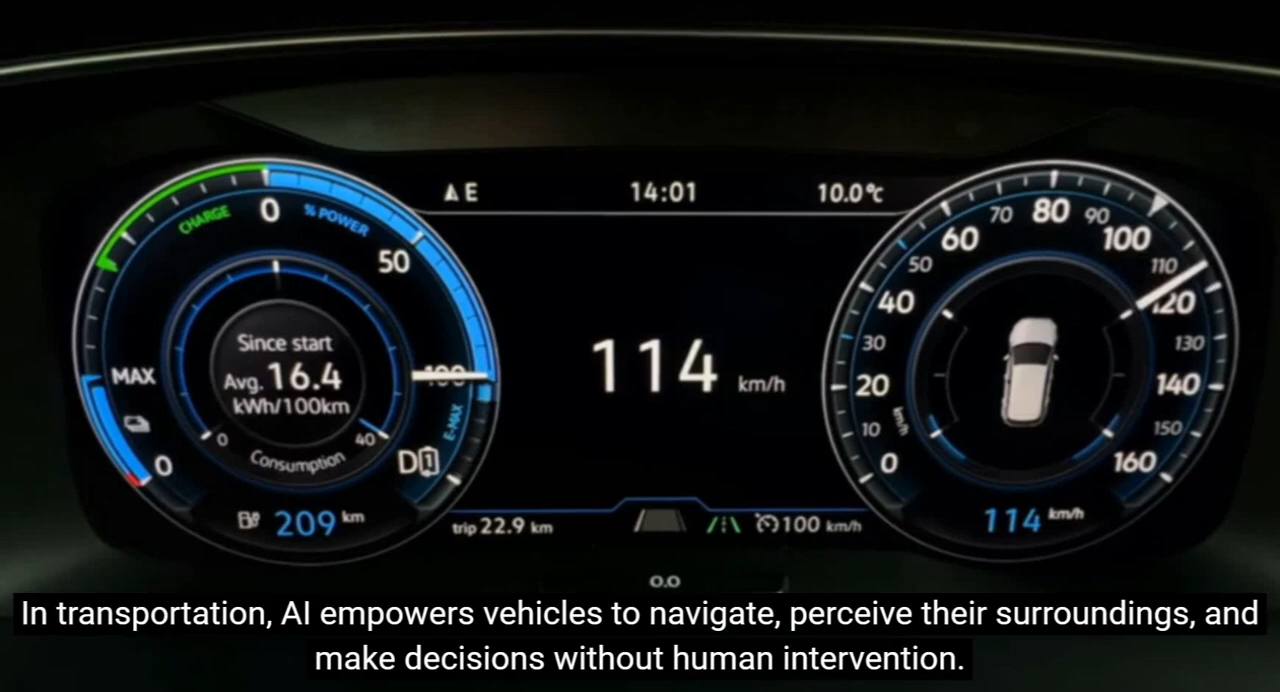 E
14:01
10.0°C
CHARGE
0
% POWER
50
100
E-MAX
MAX
0
Since start
Avg. 16.4
kWh/100km
0
40
Consumption
D
1
209 km
114 km/h
trip 22.9 km
100 km/h
0
10
20
30
40
50
60
70
80
90
100
110
120
130
140
150
160
km/h
114 km/h
0.0
In transportation, AI empowers vehicles to navigate, perceive their surroundings, and
make decisions without human intervention.